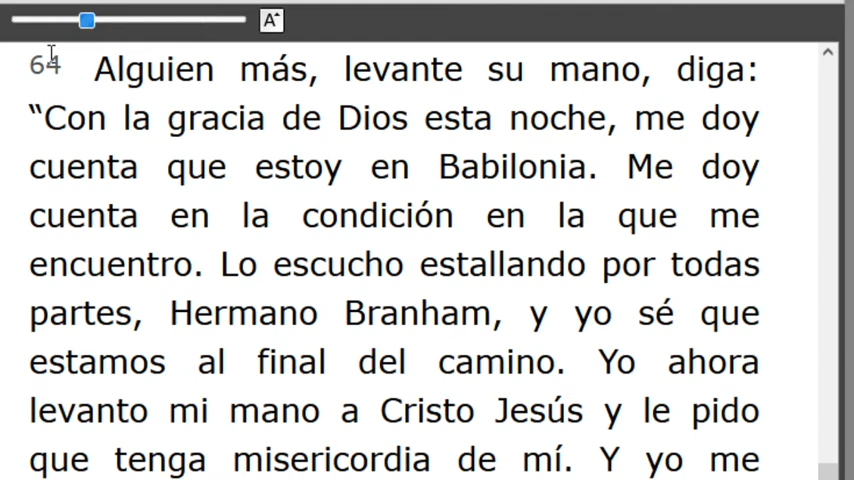 A
64 Alguien más, levante su mano, diga:
“Con la gracia de Dios esta noche, me doy
cuenta que estoy en Babilonia. Me doy
cuenta en la condición en la que me
encuentro. Lo escucho estallando por todas
partes, Hermano Branham, y yo sé que
estamos al final del camino. Yo ahora
levanto mi mano a Cristo Jesús y le pido
que tenga misericordia de mí. Y yo me